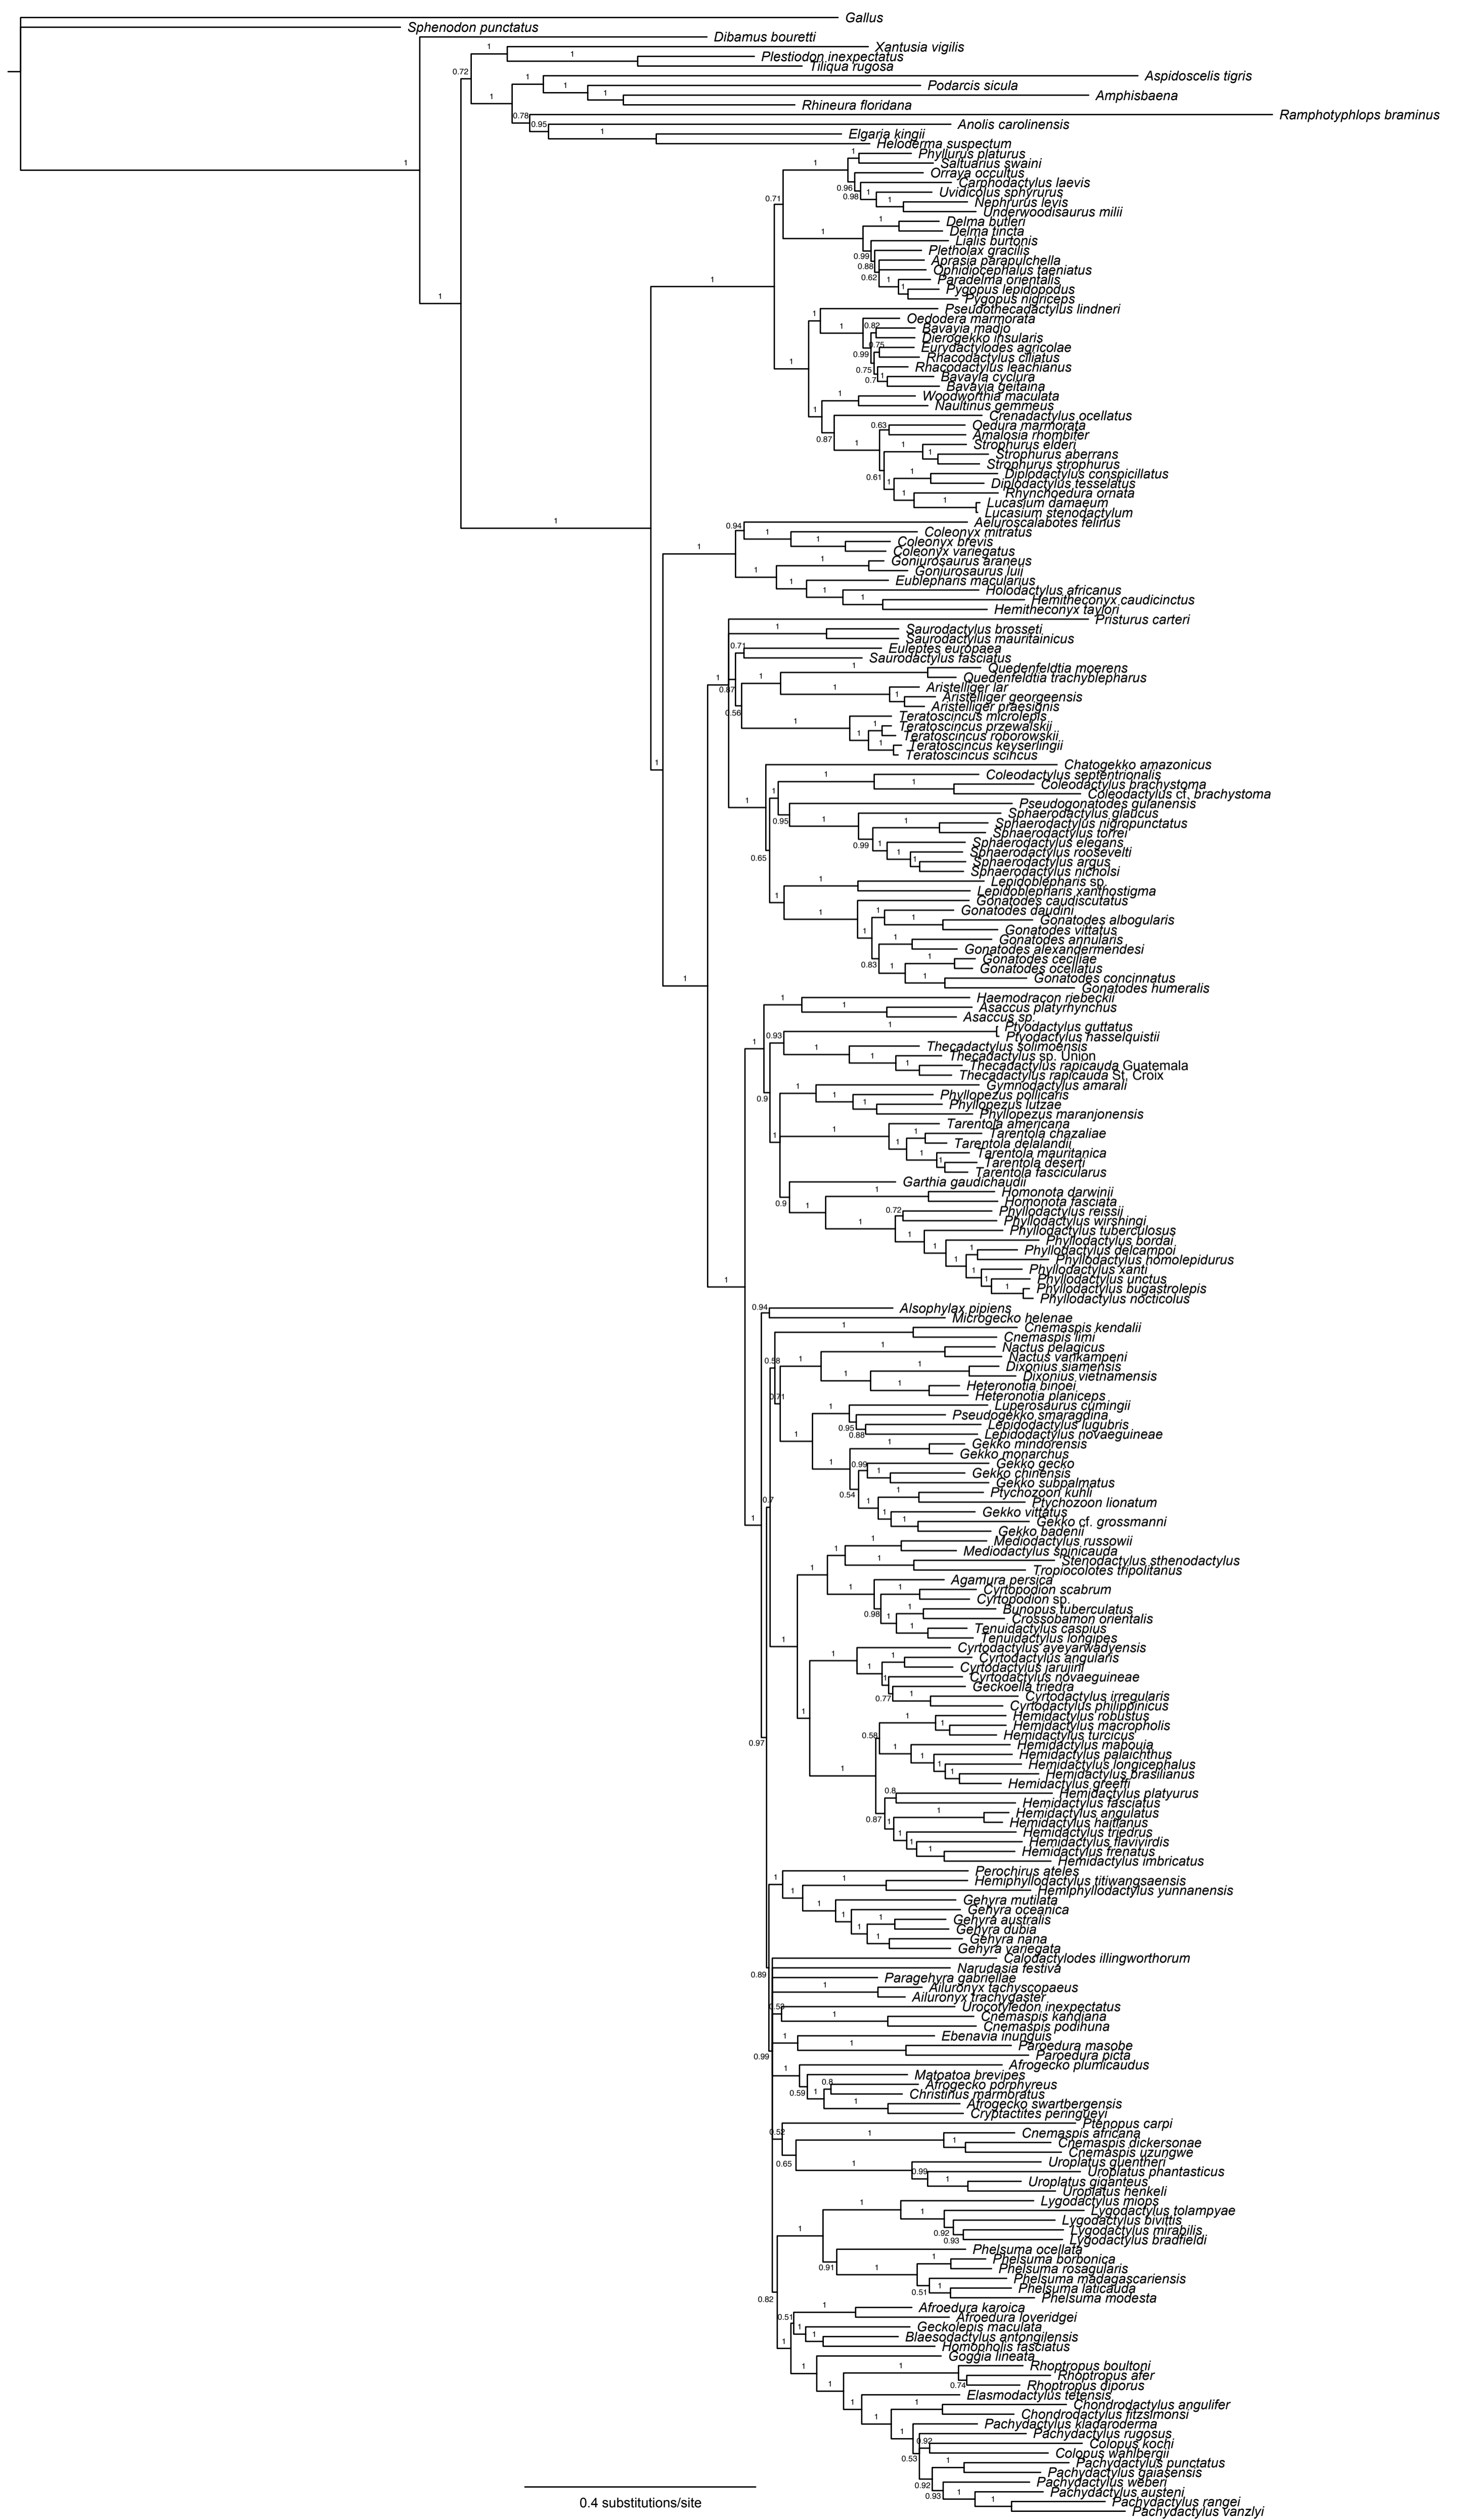 Gallus
Sphenodon punctatus
Dibamus bouretti
Xantusia vigilis
Plestiodon inexpectatus
Tiliqua rugosa
Aspidoscelis tigris
Podarcis sicula
Amphisbaena
Rhineura floridana
Ramphotyphlops braminus
Anolis carolinensis
Elgaria kingii
Heloderma suspectum
Phyllurus platurus
Saltuarius swaini
Orraya occultus
Carphodactylus laevis
Uvidicolus sphyrurus
Nephrurus levis
Underwoodisaurus milii
Delma butleri
Delma tincta
Lialis burtonis
Pletholax gracilis
Aprasia parapulchella
Ophidiocephalus taeniatus
Paradelma orientalis
Pygopus lepidopodus
Pygopus nigriceps
Pseudothecadactylus lindneri
Oedodera marmorata
Bavayia madjo
Dierogekko insularis
Eurydactylodes agricolae
Rhacodactylus ciliatus
Rhacodactylus leachianus
Bavayia cyclura
Bavayia geitaina
Woodworthia maculata
Naultinus gemmeus
Crenadactylus ocellatus
Oedura marmorata
Amalosia rhombifer
Strophurus elderi
Strophurus aberrans
Strophurus strophurus
Diplodactylus conspicillatus
Diplodactylus tesselatus
Rhynchoedura ornata
Lucasium damaeum
Lucasium stenodactylum
Aeluroscalabotes felinus
Coleonyx mitratus
Coleonyx brevis
Coleonyx variegatus
Goniurosaurus araneus
Goniurosaurus luii
Eublepharis macularius
Holodactylus africanus
Hemitheconyx caudicinctus
Hemitheconyx taylori
Pristurus carteri
Saurodactylus brosseti
Saurodactylus mauritainicus
Euleptes europaea
Saurodactylus fasciatus
Quedenfeldtia moerens
Quedenfeldtia trachyblepharus
Aristelliger lar
Aristelliger georgeensis
Aristelliger praesignis
Teratoscincus microlepis
Teratoscincus przewalskii
Teratoscincus roborowskii
Teratoscincus keyserlingii
Teratoscincus scincus
Chatogekko amazonicus
Coleodactylus septentrionalis
Coleodactylus brachystoma
Coleodactylus cf. brachystoma
Pseudogonatodes guianensis
Sphaerodactylus glaucus
Sphaerodactylus nigropunctatus
Sphaerodactylus torrei
Sphaerodactylus elegans
Sphaerodactylus roosevelti
Sphaerodactylus argus
Sphaerodactylus nicholsi
Lepidoblepharis sp.
Lepidoblepharis xanthostigma
Gonatodes caudiscutatus
Gonatodes daudini
Gonatodes albogularis
Gonatodes vittatus
Gonatodes annularis
Gonatodes alexandermendesi
Gonatodes ceciliae
Gonatodes ocellatus
Gonatodes concinnatus
Gonatodes humeralis
Haemodracon riebeckii
Asaccus platyrhynchus
Asaccus sp.
Ptyodactylus guttatus
Ptyodactylus hasselquistii
Thecadactylus solimoensis
Thecadactylus sp. Union
Thecadactylus rapicauda Guatemala
Thecadactylus rapicauda St. Croix
Gymnodactylus amarali
Phyllopezus pollicaris
Phyllopezus lutzae
Phyllopezus maranjonensis
Tarentola americana
Tarentola chazaliae
Tarentola delalandii
Tarentola mauritanica
Tarentola deserti
Tarentola fascicularus
Garthia gaudichaudii
Homonota darwinii
Homonota fasciata
Phyllodactylus reissii
Phyllodactylus wirshingi
Phyllodactylus tuberculosus
Phyllodactylus bordai
Phyllodactylus delcampoi
Phyllodactylus homolepidurus
Phyllodactylus xanti
Phyllodactylus unctus
Phyllodactylus bugastrolepis
Phyllodactylus nocticolus
Alsophylax pipiens
Microgecko helenae
Cnemaspis kendalii
Cnemaspis limi
Nactus pelagicus
Nactus vankampeni
Dixonius siamensis
Dixonius vietnamensis
Heteronotia binoei
Heteronotia planiceps
Luperosaurus cumingii
Pseudogekko smaragdina
Lepidodactylus lugubris
Lepidodactylus novaeguineae
Gekko mindorensis
Gekko monarchus
Gekko gecko
Gekko chinensis
Gekko subpalmatus
Ptychozoon kuhli
Ptychozoon lionatum
Gekko vittatus
Gekko cf. grossmanni
Gekko badenii
Mediodactylus russowii
Mediodactylus spinicauda
Stenodactylus sthenodactylus
Tropiocolotes tripolitanus
Agamura persica
Cyrtopodion scabrum
Cyrtopodion sp.
Bunopus tuberculatus
Crossobamon orientalis
Tenuidactylus caspius
Tenuidactylus longipes
Cyrtodactylus ayeyarwadyensis
Cyrtodactylus angularis
Cyrtodactylus jarujini
Cyrtodactylus novaeguineae
Geckoella triedra
Cyrtodactylus irregularis
Cyrtodactylus philippinicus
Hemidactylus robustus
Hemidactylus macropholis
Hemidactylus turcicus
Hemidactylus mabouia
Hemidactylus palaichthus
Hemidactylus longicephalus
Hemidactylus brasilianus
Hemidactylus greeffi
Hemidactylus platyurus
Hemidactylus fasciatus
Hemidactylus angulatus
Hemidactylus haitianus
Hemidactylus triedrus
Hemidactylus flavivirdis
Hemidactylus frenatus
Hemidactylus imbricatus
Perochirus ateles
Hemiphyllodactylus titiwangsaensis
Hemiphyllodactylus yunnanensis
Gehyra mutilata
Gehyra oceanica
Gehyra australis
Gehyra dubia
Gehyra nana
Gehyra variegata
Calodactylodes illingworthorum
Narudasia festiva
Paragehyra gabriellae
Ailuronyx tachyscopaeus
Ailuronyx trachygaster
Urocotyledon inexpectatus
Cnemaspis kandiana
Cnemaspis podihuna
Ebenavia inunguis
Paroedura masobe
Paroedura picta
Afrogecko plumicaudus
Matoatoa brevipes
Afrogecko porphyreus
Christinus marmoratus
Afrogecko swartbergensis
Cryptactites peringueyi
Ptenopus carpi
Cnemaspis africana
Cnemaspis dickersonae
Cnemaspis uzungwe
Uroplatus guentheri
Uroplatus phantasticus
Uroplatus giganteus
Uroplatus henkeli
Lygodactylus miops
Lygodactylus tolampyae
Lygodactylus bivittis
Lygodactylus mirabilis
Lygodactylus bradfieldi
Phelsuma ocellata
Phelsuma borbonica
Phelsuma rosagularis
Phelsuma madagascariensis
Phelsuma laticauda
Phelsuma modesta
Afroedura karoica
Afroedura loveridgei
Geckolepis maculata
Blaesodactylus antongilensis
Homopholis fasciatus
Goggia lineata
Rhoptropus boultoni
Rhoptropus afer
Rhoptropus diporus
Elasmodactylus tetensis
Chondrodactylus angulifer
Chondrodactylus fitzsimonsi
Pachydactylus kladaroderma
Pachydactylus rugosus
Colopus kochi
Colopus wahlbergii
Pachydactylus punctatus
Pachydactylus gaiasensis
Pachydactylus weberi
Pachydactylus austeni
Pachydactylus rangei
Pachydactylus vanzlyi
0.4 substitutions/site